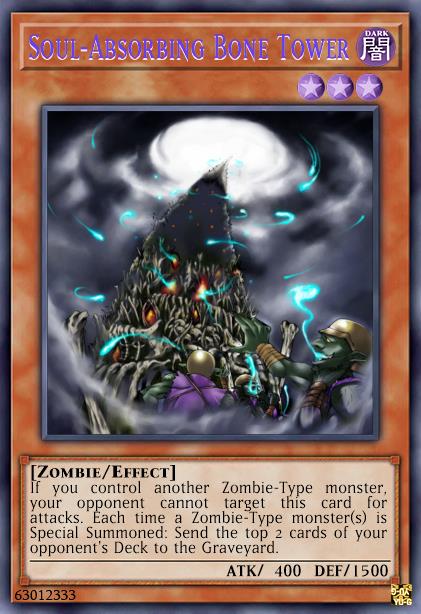 Soul-Absorbing Bone Tower
DARK
闇
[Zombie/Effect]
If you control another Zombie-Type monster,
your opponent cannot target this card for
attacks. Each time a Zombie-Type monster(s) is
Special Summoned: Send the top 2 cards of your
opponent's Deck to the Graveyard.
ATK/ 400 DEF/1500
63012333